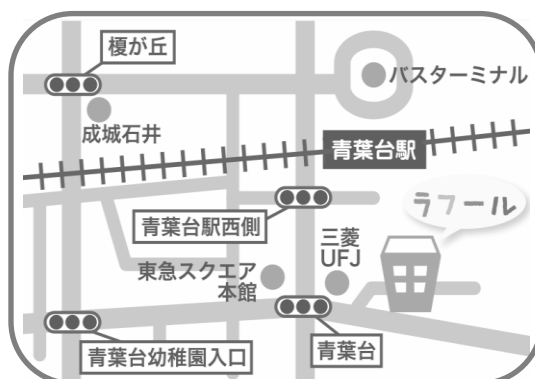 榎が丘
バスターミナル
成城石井
青葉台駅
ラフール
青葉台駅西側
三菱
UFJ
東急スクエア
本館
青葉台幼稚園入口
青葉台